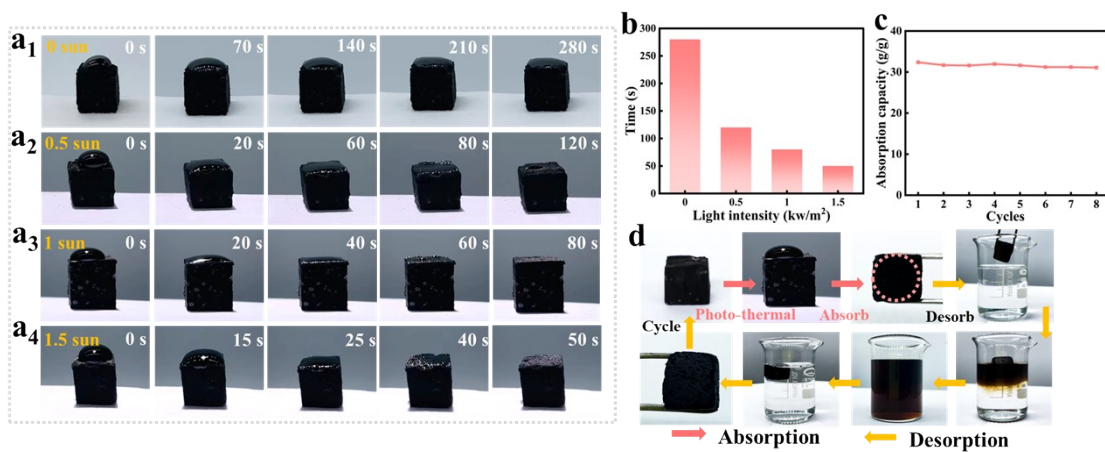 a1
0 sun
0 s
70 s
140 s
210 s
280 s
a2
0.5 sun
0 s
20 s
60 s
80 s
120 s
a3
1 sun
0 s
20 s
40 s
60 s
80 s
a4
1.5 sun
0 s
15 s
25 s
40 s
50 s
b
300
250
200
150
100
50
0
Time (s)
0 0.5 1 1.5
Light intensity (kw/m²)
c
40
30
20
10
0
Absorption capacity (g/g)
1 2 3 4 5 6 7 8
Cycles
d
Photo-thermal
Absorb
Desorb
Cycle
Absorption
Desorption